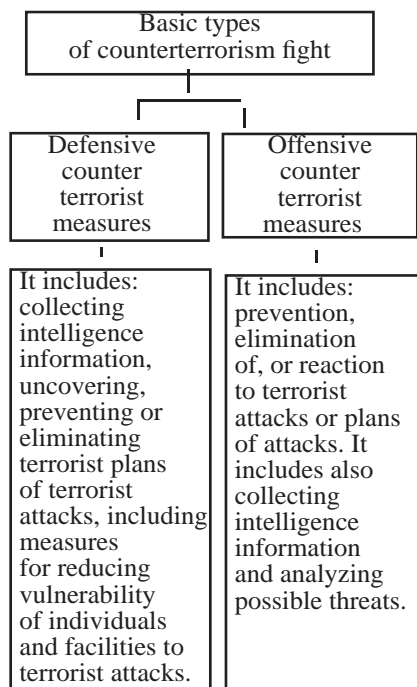 Basic types
of counterterrorism fight
Defensive
counter
terrorist
measures
Offensive
counter
terrorist
measures
It includes:
collecting
intelligence
information,
uncovering,
preventing or
eliminating
terrorist plans
of terrorist
attacks, including
measures
for reducing
vulnerability
of individuals
and facilities to
terrorist attacks.
It includes:
prevention,
elimination
of, or reaction
to terrorist
attacks or plans
of attacks. It
includes also
collecting
intelligence
information
and analyzing
possible threats.